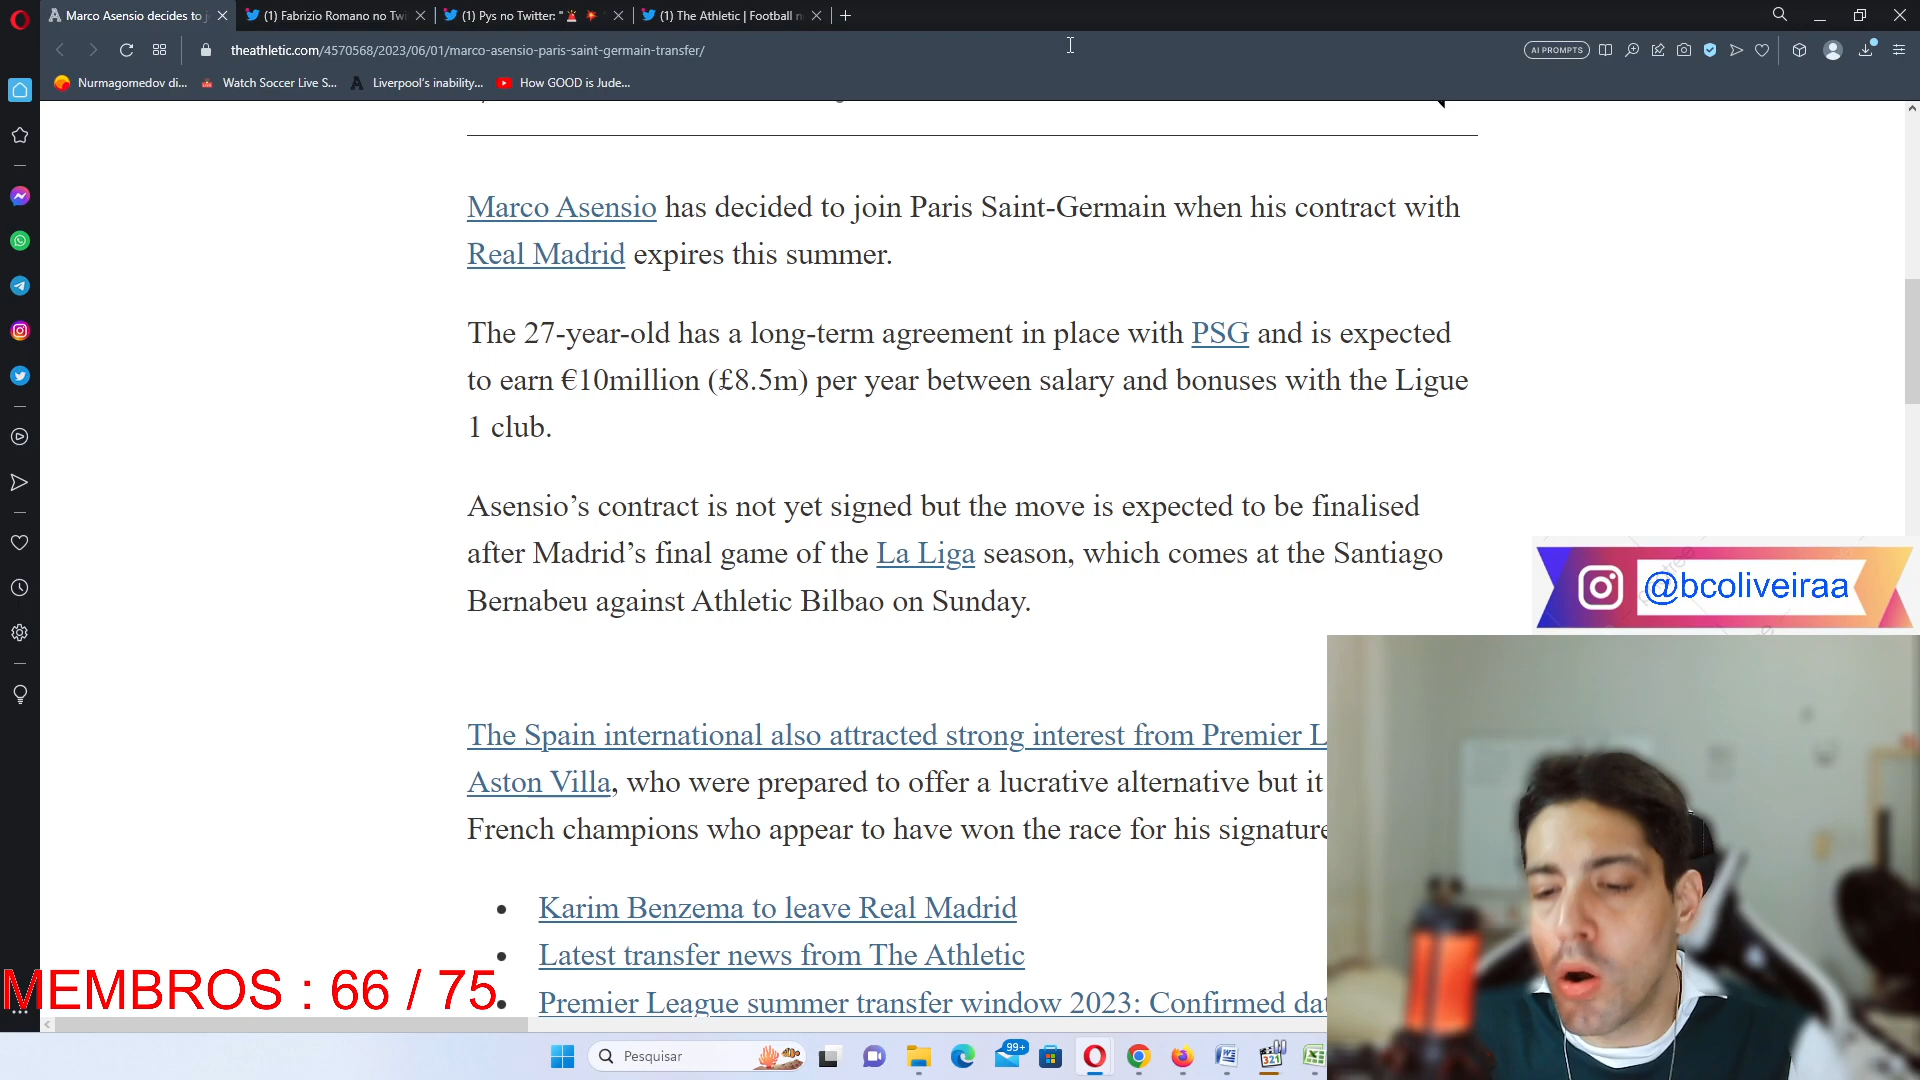 Marco Asensio decides to j
(1) Fabrizio Romano no Twi
(1) Pys no Twitter: "
(1) The Athletic | Football n
theathletic.com/4570568/2023/06/01/marco-asensio-paris-saint-germain-transfer/
AI PROMPTS
Nurmagomedov di...
Watch Soccer Live S...
Liverpool's inability...
How GOOD is Jude...
Marco Asensio has decided to join Paris Saint-Germain when his contract with
Real Madrid expires this summer.
The 27-year-old has a long-term agreement in place with PSG and is expected
to earn €10million (£8.5m) per year between salary and bonuses with the Ligue
1 club.
Asensio’s contract is not yet signed but the move is expected to be finalised
after Madrid’s final game of the La Liga season, which comes at the Santiago
Bernabeu against Athletic Bilbao on Sunday.
@bcoliveiraa
The Spain international also attracted strong interest from Premier L
Aston Villa, who were prepared to offer a lucrative alternative but it
French champions who appear to have won the race for his signature
• Karim Benzema to leave Real Madrid
• Latest transfer news from The Athletic
• Premier League summer transfer window 2023: Confirmed dat
MEMBROS : 66 / 75
Pesquisar
99+
321